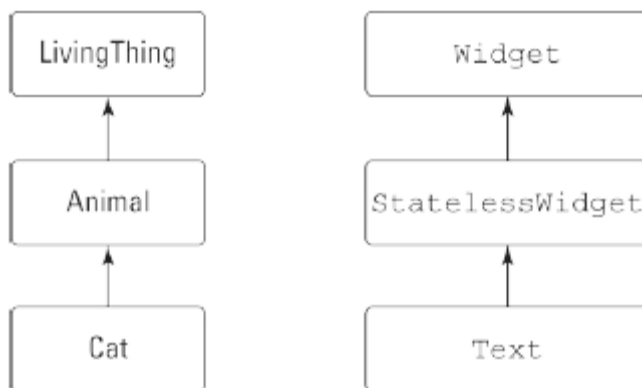 LivingThing
Animal
Cat
Widget
StatelessWidget
Text